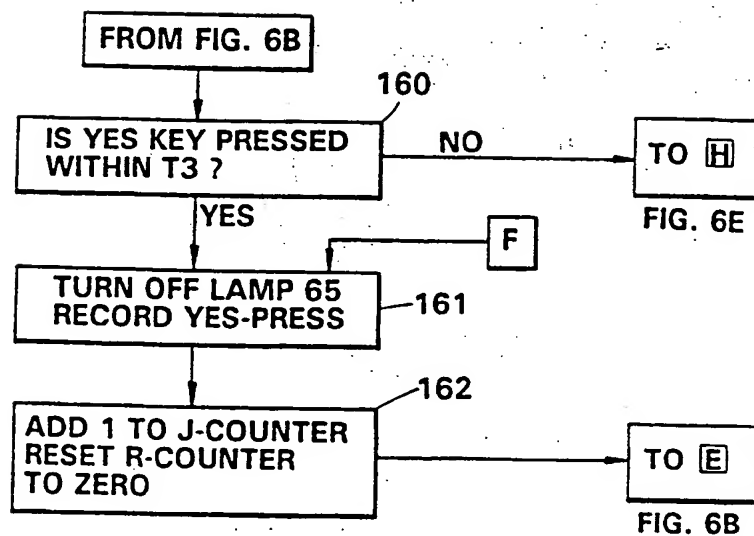 FROM FIG. 6B
160
IS YES KEY PRESSED
WITHIN T3 ?
NO
TO H
FIG. 6E
YES
F
TURN OFF LAMP 65
RECORD YES-PRESS
161
162
ADD 1 TO J-COUNTER
RESET R-COUNTER
TO ZERO
TO E
FIG. 6B